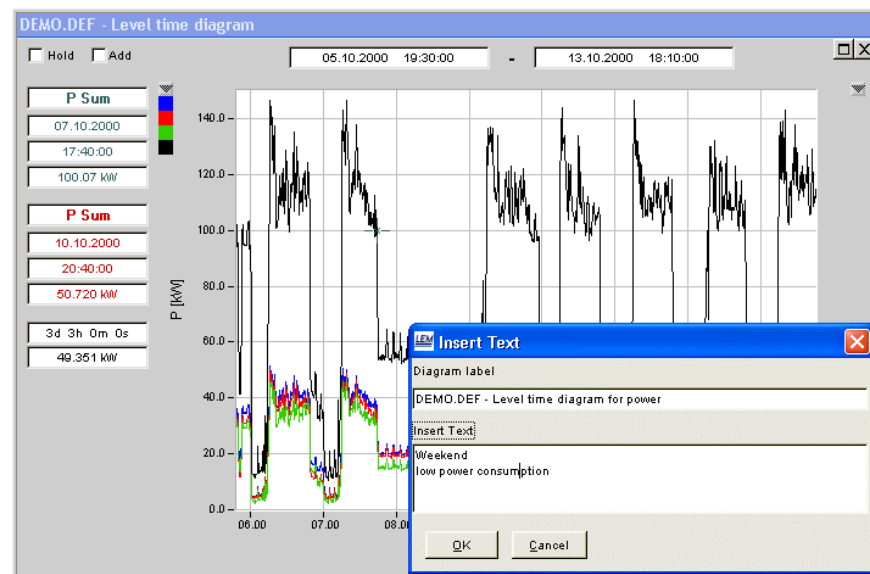 DEMO.DEF - Level time diagram
Hold Add
05.10.2000 19:30:00 - 13.10.2000 18:10:00
P Sum
07.10.2000
17:40:00
100.07 kW
P Sum
10.10.2000
20:40:00
50.720 kW
3d 3h 0m 0s
49.351 kW
P [kW]
140.0
120.0
100.0
80.0
60.0
40.0
20.0
0.0
06.00 07.00 08.0
LEM Insert Text
Diagram label
DEMO.DEF - Level time diagram for power
Insert Text
Weekend
low power consumption
OK Cancel